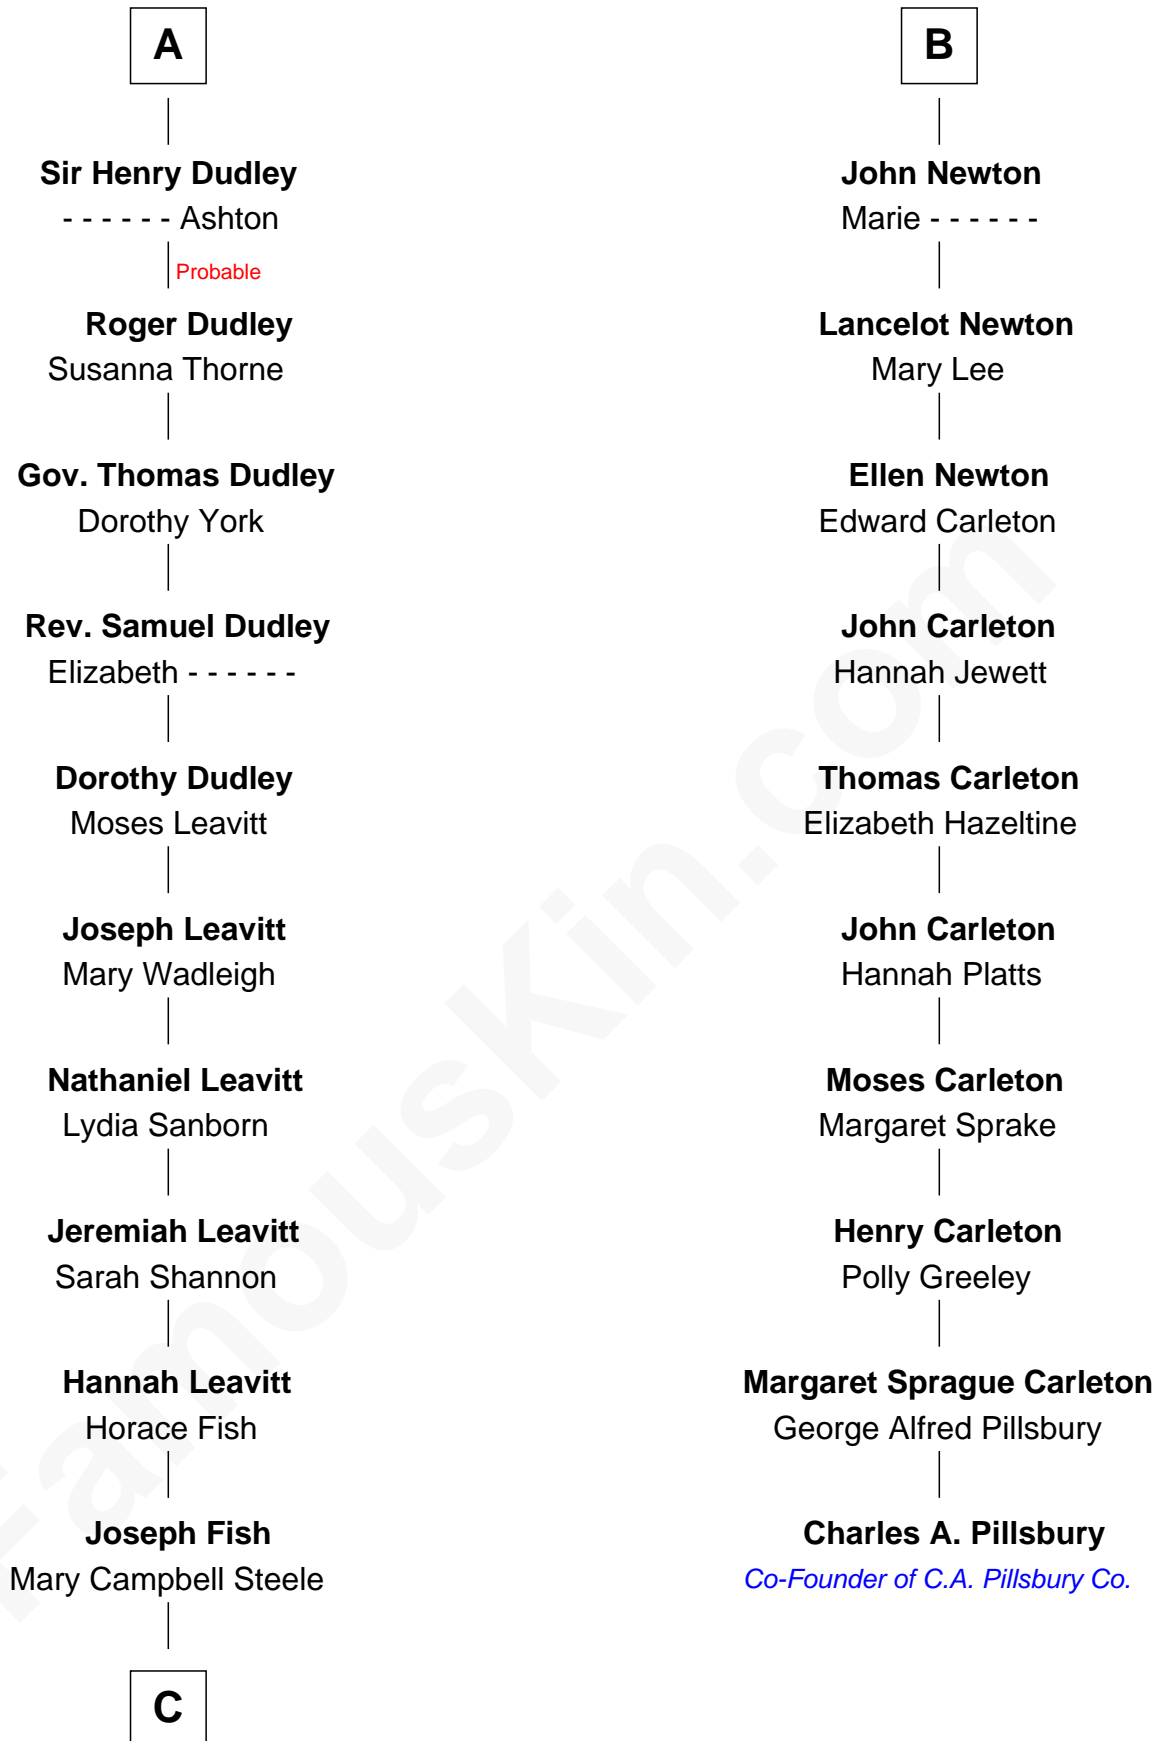 A
Sir Henry Dudley
- - - - - - Ashton
Probable
Roger Dudley
Susanna Thorne
Gov. Thomas Dudley
Dorothy York
Rev. Samuel Dudley
Elizabeth - - - - - -
Dorothy Dudley
Moses Leavitt
Joseph Leavitt
Mary Wadleigh
Nathaniel Leavitt
Lydia Sanborn
Jeremiah Leavitt
Sarah Shannon
Hannah Leavitt
Horace Fish
Joseph Fish
Mary Campbell Steele
C
B
John Newton
Marie - - - - - -
Lancelot Newton
Mary Lee
Ellen Newton
Edward Carleton
John Carleton
Hannah Jewett
Thomas Carleton
Elizabeth Hazeltine
John Carleton
Hannah Platts
Moses Carleton
Margaret Sprake
Henry Carleton
Polly Greeley
Margaret Sprague Carleton
George Alfred Pillsbury
Charles A. Pillsbury
Co-Founder of C.A. Pillsbury Co.
FamousKin.com